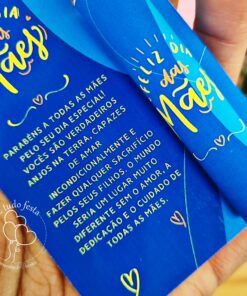 DIA
das
Mães
PARABÉNS À TODAS AS MÃES
PELO SEU DIA ESPECIAL!
VOCÊS SÃO VERDADEIROS
ANJOS NA TERRA, CAPAZES
DE AMAR
INCONDICIONALMENTE E
FAZER QUALQUER SACRIFÍCIO
PELOS SEUS FILHOS. O MUNDO
SERIA UM LUGAR MUITO
DIFERENTE SEM O AMOR, A
DEDICAÇÃO E O CUIDADO DE
TODAS AS MÃES.
FELIZ DIA
das
Mães
tudo festa